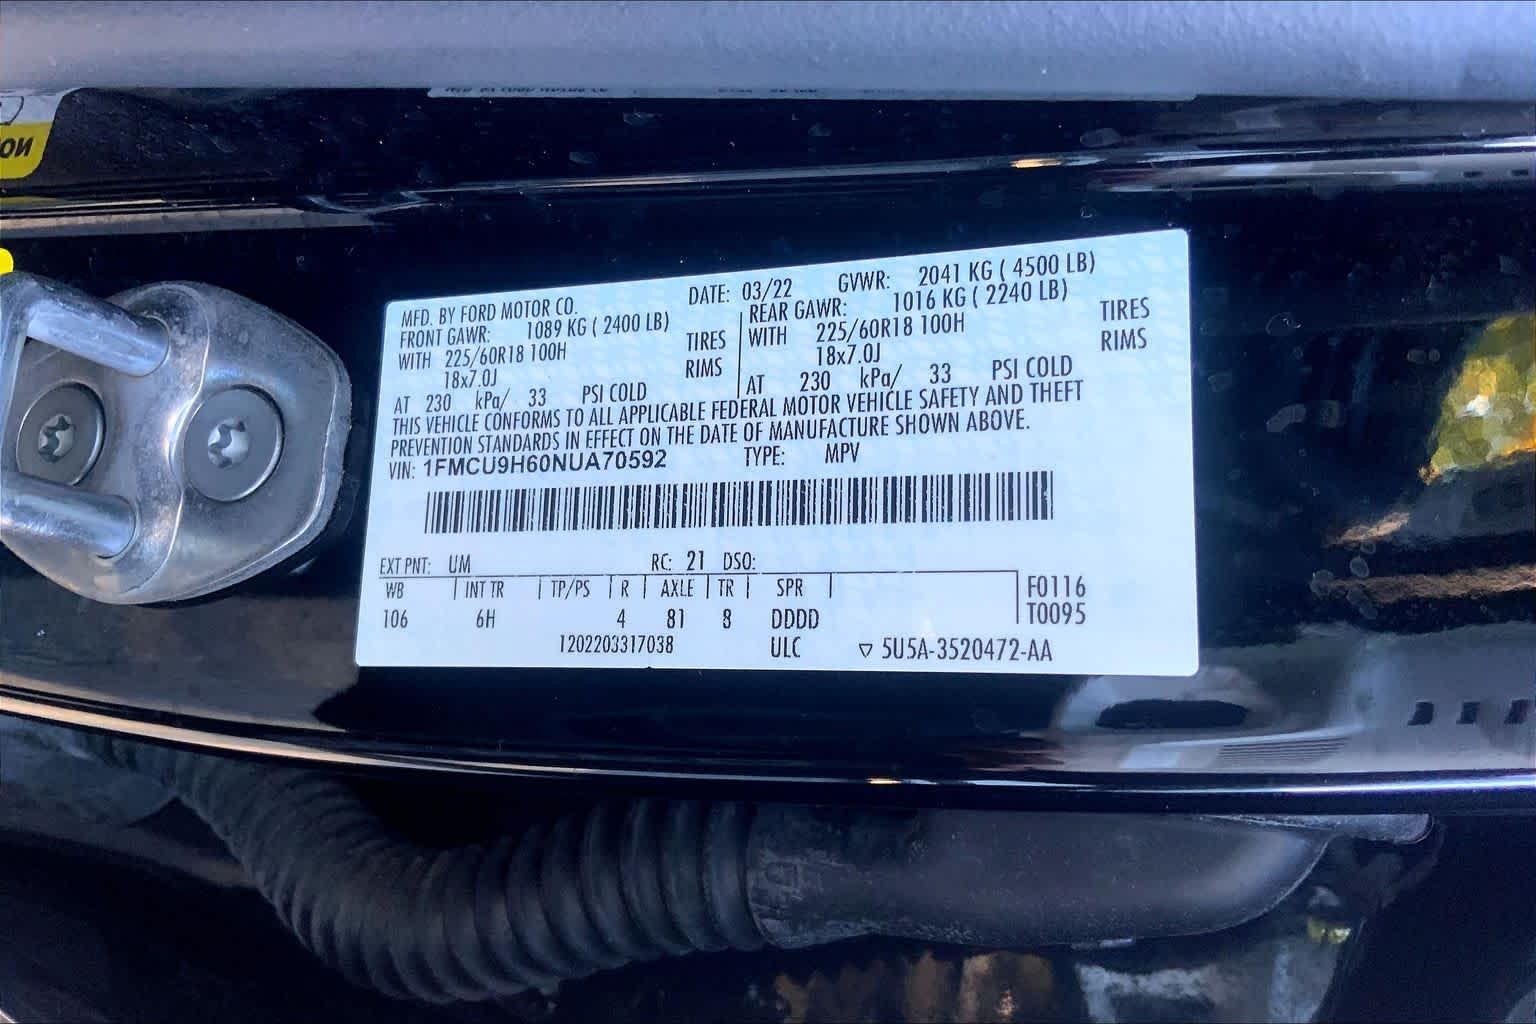 ON
MFD. BY FORD MOTOR CO. DATE: 03/22 GVWR: 2041 KG ( 4500 LB)
FRONT GAWR: 1089 KG ( 2400 LB) REAR GAWR: 1016 KG ( 2240 LB)
WITH 225/60R18 100H TIRES WITH 225/60R18 100H TIRES
18x7.0J RIMS 18x7.0J RIMS
AT 230 kPa/ 33 PSI COLD AT 230 kPa/ 33 PSI COLD
THIS VEHICLE CONFORMS TO ALL APPLICABLE FEDERAL MOTOR VEHICLE SAFETY AND THEFT
PREVENTION STANDARDS IN EFFECT ON THE DATE OF MANUFACTURE SHOWN ABOVE.
VIN: 1FMCU9H60NUA70592 TYPE: MPV
EXT PNT: UM RC: 21 DSO:
WB INT TR TP/PS R AXLE TR SPR F0116
106 6H 4 81 8 DDDD T0095
1202203317038 ULC ▽ 5U5A-3520472-AA